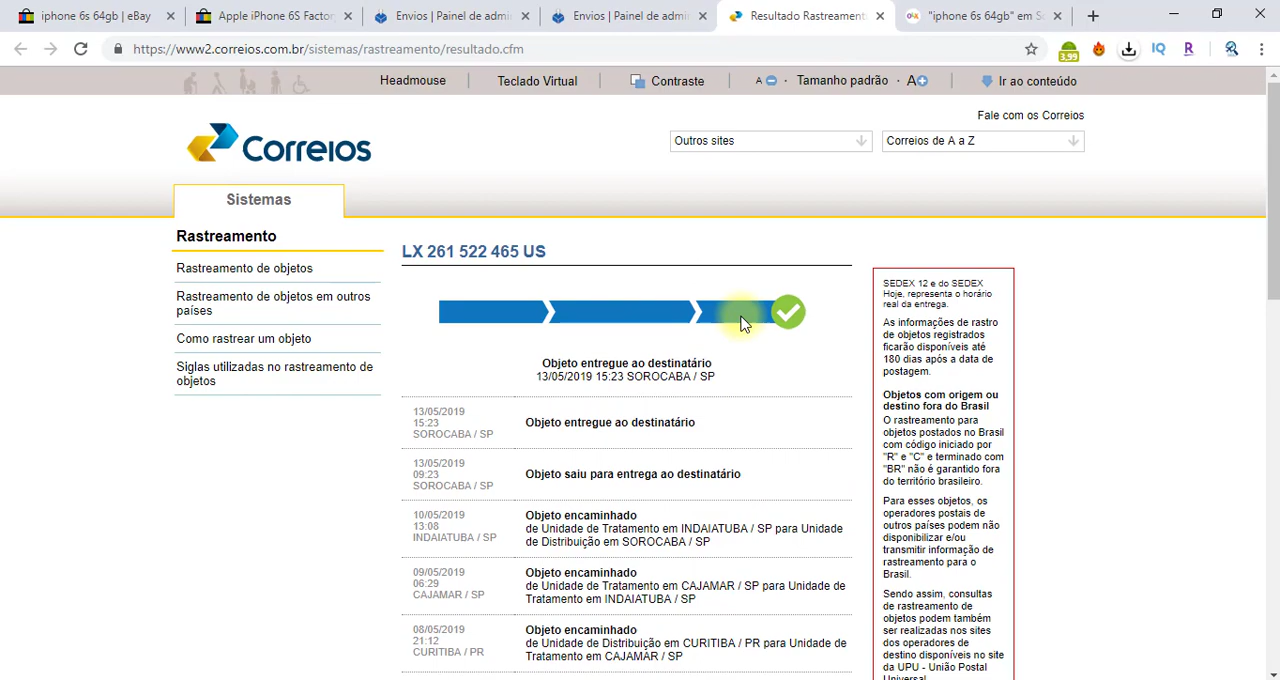 iphone 6s 64gb | eBay
Apple iPhone 6S Factor
Envios | Painel de admi
Envios | Painel de admi
Resultado Rastreamento
"iphone 6s 64gb" em S
https://www2.correios.com.br/sistemas/rastreamento/resultado.cfm
3,99
IQ
R
Headmouse
Teclado Virtual
Contraste
A
Tamanho padrão
A
Ir ao conteúdo
Fale com os Correios
Correios
Outros sites
Correios de A a Z
Sistemas
Rastreamento
Rastreamento de objetos
Rastreamento de objetos em outros
países
Como rastrear um objeto
Siglas utilizadas no rastreamento de
objetos
LX 261 522 465 US
Objeto entregue ao destinatário
13/05/2019 15:23 SOROCABA / SP
13/05/2019
15:23
SOROCABA / SP
Objeto entregue ao destinatário
13/05/2019
09:23
SOROCABA / SP
Objeto saiu para entrega ao destinatário
10/05/2019
13:08
INDAIATUBA / SP
Objeto encaminhado
de Unidade de Tratamento em INDAIATUBA / SP para Unidade
de Distribuição em SOROCABA / SP
09/05/2019
06:29
CAJAMAR / SP
Objeto encaminhado
de Unidade de Tratamento em CAJAMAR / SP para Unidade de
Tratamento em INDAIATUBA / SP
08/05/2019
21:12
CURITIBA / PR
Objeto encaminhado
de Unidade de Distribuição em CURITIBA / PR para Unidade de
Tratamento em CAJAMAR / SP
SEDEX 12 e do SEDEX
Hoje, representa o horário
real da entrega.
As informações de rastro
de objetos registrados
ficarão disponíveis até
180 dias após a data de
postagem.
Objetos com origem ou
destino fora do Brasil
O rastreamento para
objetos postados no Brasil
com código iniciado por
"R" e "C" e terminado com
"BR" não é garantido fora
do território brasileiro.
Para esses objetos, os
operadores postais de
outros países podem não
disponibilizar e/ou
transmitir informação de
rastreamento para o
Brasil.
Sendo assim, consultas
de rastreamento de
objetos podem também
ser realizadas nos sites
dos operadores de
destino disponíveis no site
da UPU - União Postal
Universal